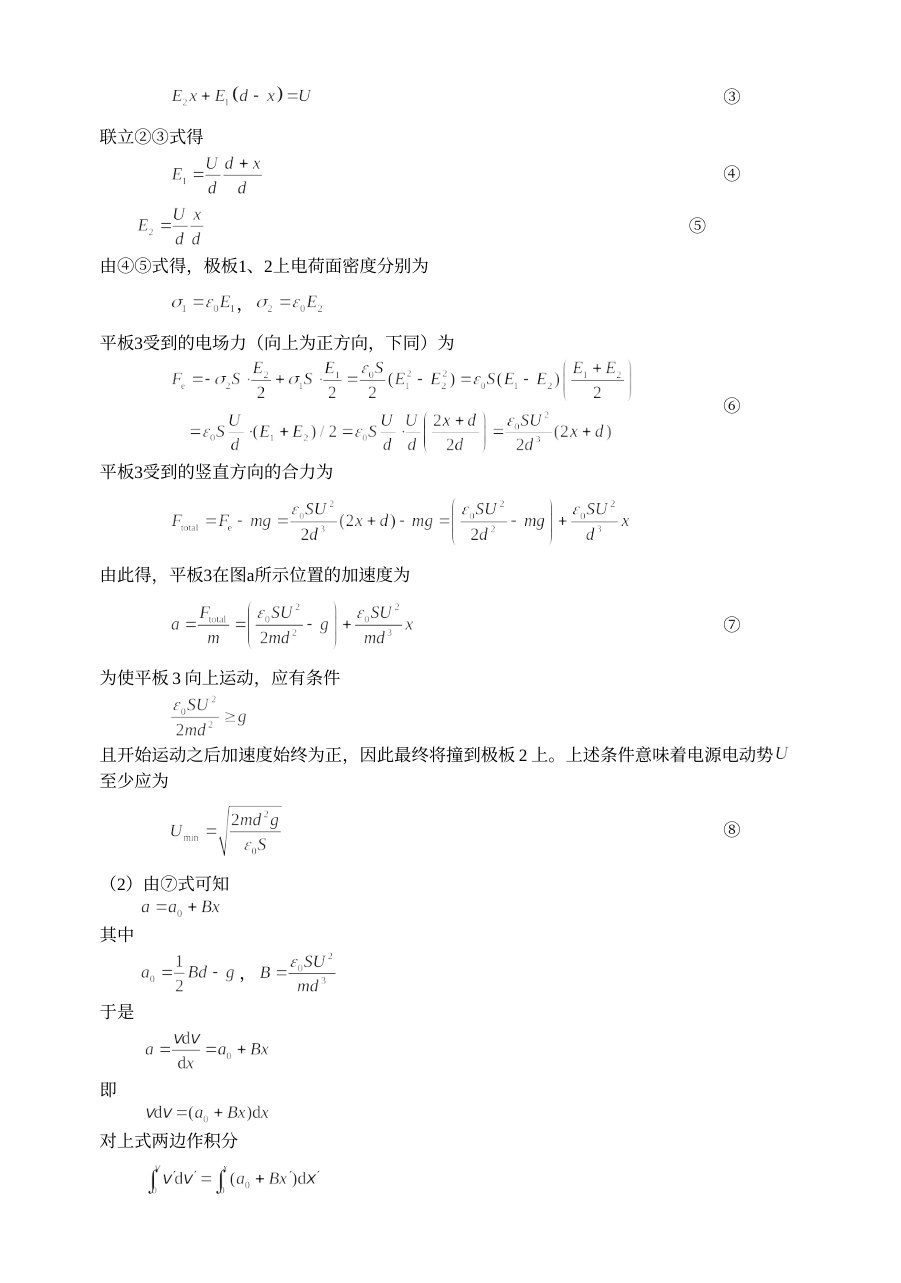 E₂x + E₁(d − x) = U ③
联立②③式得
E₁ = (U/d)((d + x)/d) ④
E₂ = (U/d)(x/d) ⑤
由④⑤式得，极板1、2上电荷面密度分别为
σ₁ = ε₀E₁，σ₂ = ε₀E₂
平板3受到的电场力（向上为正方向，下同）为
Fₑ = −σ₂S·(E₂/2) + σ₁S·(E₁/2) = (ε₀S/2)(E₁² − E₂²) = ε₀S(E₁ − E₂)((E₁ + E₂)/2)
= ε₀S(U/d)·(E₁ + E₂)/2 = ε₀S(U/d)·(U/d)((2x + d)/2d) = (ε₀SU²/2d³)(2x + d) ⑥
平板3受到的竖直方向的合力为
F_total = Fₑ − mg = (ε₀SU²/2d³)(2x + d) − mg = (ε₀SU²/2d² − mg) + (ε₀SU²/d³)x
由此得，平板3在图a所示位置的加速度为
a = F_total/m = (ε₀SU²/2md² − g) + (ε₀SU²/md³)x ⑦
为使平板 3 向上运动，应有条件
ε₀SU²/2md² ≥ g
且开始运动之后加速度始终为正，因此最终将撞到极板 2 上。上述条件意味着电源电动势U
至少应为
U_min = √(2md²g/ε₀S) ⑧
（2）由⑦式可知
a = a₀ + Bx
其中
a₀ = (1/2)Bd − g，B = ε₀SU²/md³
于是
a = vdv/dx = a₀ + Bx
即
vdv = (a₀ + Bx)dx
对上式两边作积分
∫₀^v v′dv′ = ∫₀^x (a₀ + Bx′)dx′